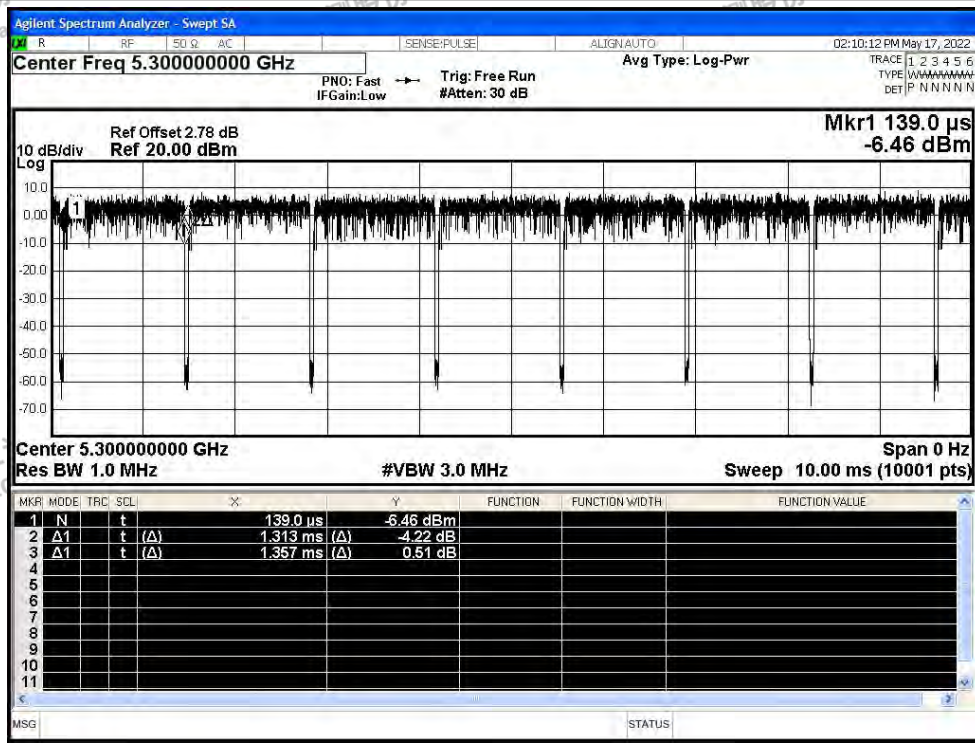 Agilent Spectrum Analyzer - Swept SA
R RF 50 Ω AC SENSE:PULSE ALIGN AUTO 02:10:12 PM May 17, 2022
Center Freq 5.300000000 GHz Avg Type: Log-Pwr TRACE 1 2 3 4 5 6
PNO: Fast Trig: Free Run TYPE
IFGain:Low #Atten: 30 dB DET P N N N N N
Mkr1 139.0 µs
-6.46 dBm
Ref Offset 2.78 dB
10 dB/div Ref 20.00 dBm
Log
10.0
0.00
-10.0
-20.0
-30.0
-40.0
-50.0
-60.0
-70.0
1
Center 5.300000000 GHz Span 0 Hz
Res BW 1.0 MHz #VBW 3.0 MHz Sweep 10.00 ms (10001 pts)
MKR MODE TRC SCL X Y FUNCTION FUNCTION WIDTH FUNCTION VALUE
1 N t 139.0 µs -6.46 dBm
2 Δ1 t (Δ) 1.313 ms (Δ) -4.22 dB
3 Δ1 t (Δ) 1.357 ms (Δ) 0.51 dB
4
5
6
7
8
9
10
11
MSG STATUS